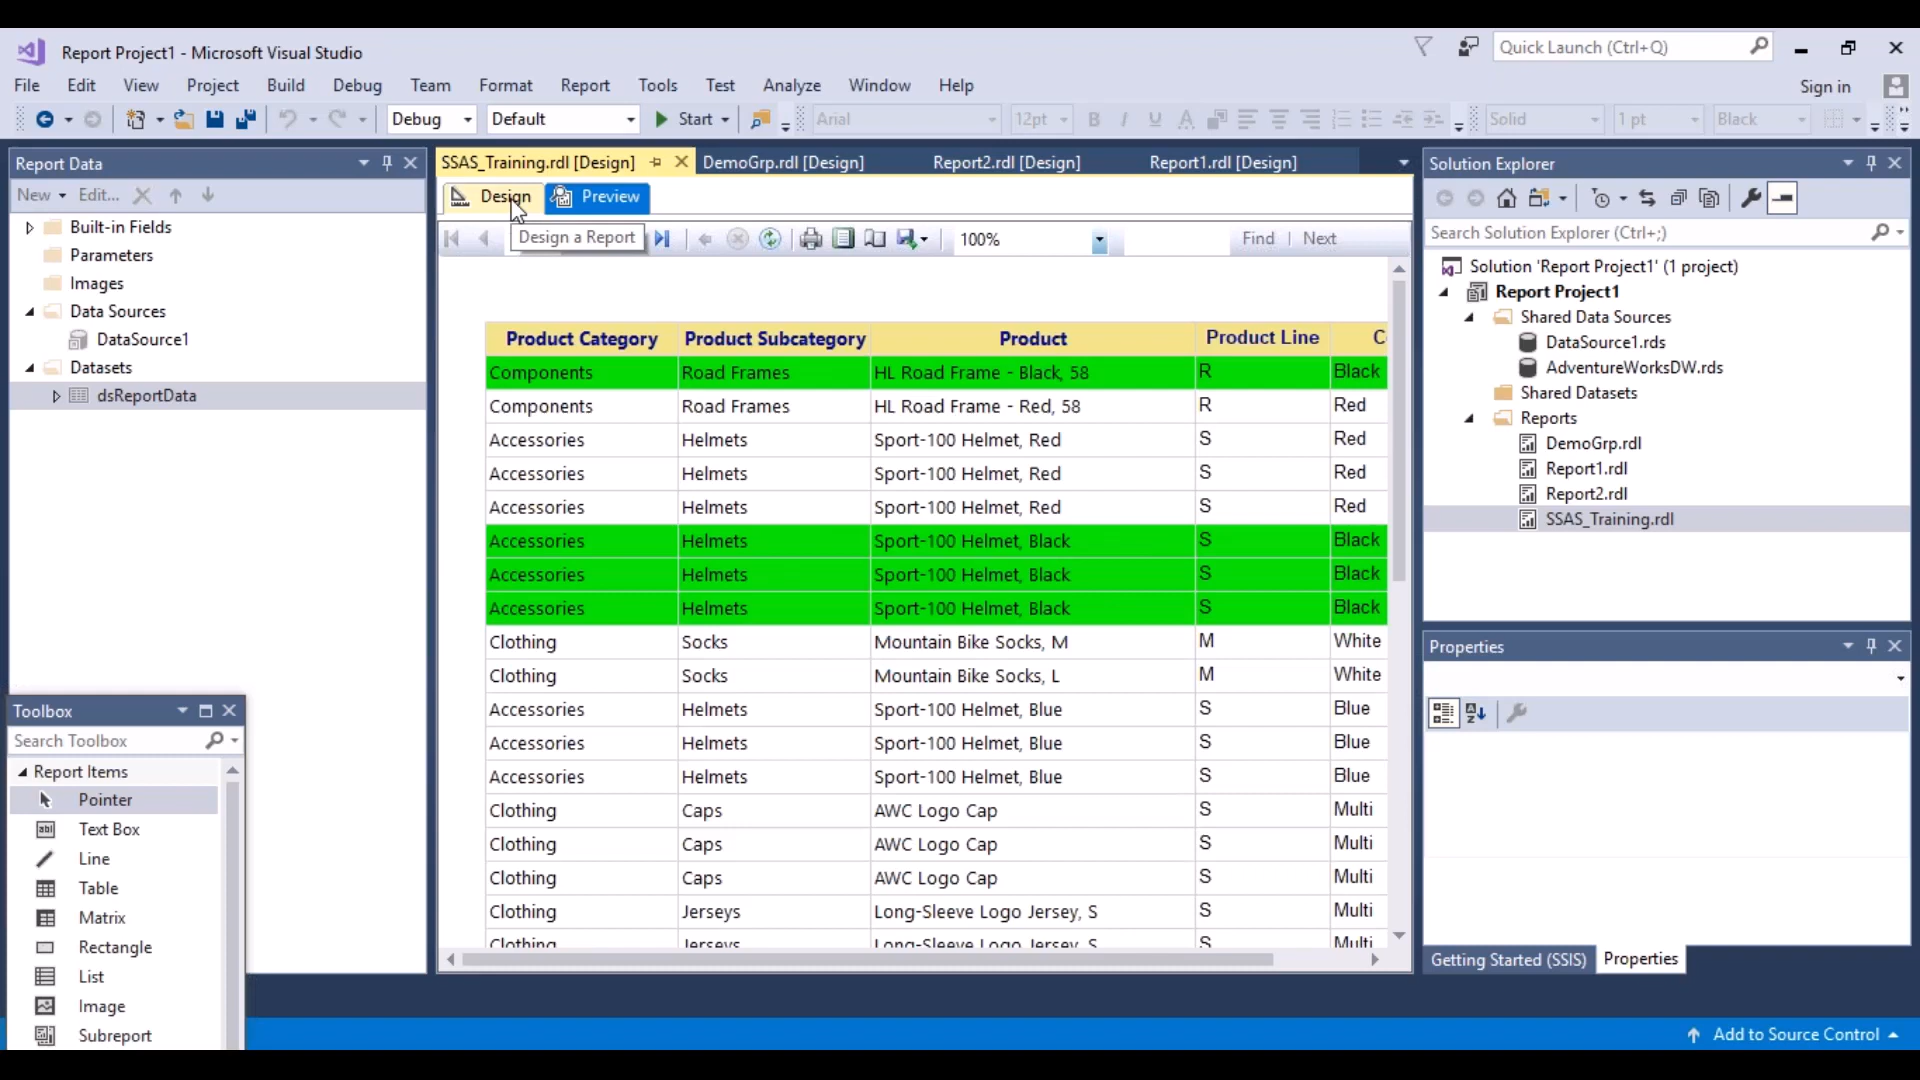 Report Project1 - Microsoft Visual Studio
Quick Launch (Ctrl+Q)
File Edit View Project Build Debug Team Format Report Tools Test Analyze Window Help
Sign in
Debug Default Start Arial 12pt B I U A Solid 1 pt Black
Report Data
New Edit...
Built-in Fields
Parameters
Images
Data Sources
DataSource1
Datasets
dsReportData
Toolbox
Search Toolbox
Report Items
Pointer
Text Box
Line
Table
Matrix
Rectangle
List
Image
Subreport
SSAS_Training.rdl [Design] DemoGrp.rdl [Design] Report2.rdl [Design] Report1.rdl [Design]
Design Preview
Design a Report
100% Find | Next
Product Category Product Subcategory Product Product Line C
Components Road Frames HL Road Frame - Black, 58 R Black
Components Road Frames HL Road Frame - Red, 58 R Red
Accessories Helmets Sport-100 Helmet, Red S Red
Accessories Helmets Sport-100 Helmet, Red S Red
Accessories Helmets Sport-100 Helmet, Red S Red
Accessories Helmets Sport-100 Helmet, Black S Black
Accessories Helmets Sport-100 Helmet, Black S Black
Accessories Helmets Sport-100 Helmet, Black S Black
Clothing Socks Mountain Bike Socks, M M White
Clothing Socks Mountain Bike Socks, L M White
Accessories Helmets Sport-100 Helmet, Blue S Blue
Accessories Helmets Sport-100 Helmet, Blue S Blue
Accessories Helmets Sport-100 Helmet, Blue S Blue
Clothing Caps AWC Logo Cap S Multi
Clothing Caps AWC Logo Cap S Multi
Clothing Caps AWC Logo Cap S Multi
Clothing Jerseys Long-Sleeve Logo Jersey, S S Multi
Clothing Jerseys Long-Sleeve Logo Jersey, S S Multi
Solution Explorer
Search Solution Explorer (Ctrl+;)
Solution 'Report Project1' (1 project)
Report Project1
Shared Data Sources
DataSource1.rds
AdventureWorksDW.rds
Shared Datasets
Reports
DemoGrp.rdl
Report1.rdl
Report2.rdl
SSAS_Training.rdl
Properties
Getting Started (SSIS) Properties
Add to Source Control